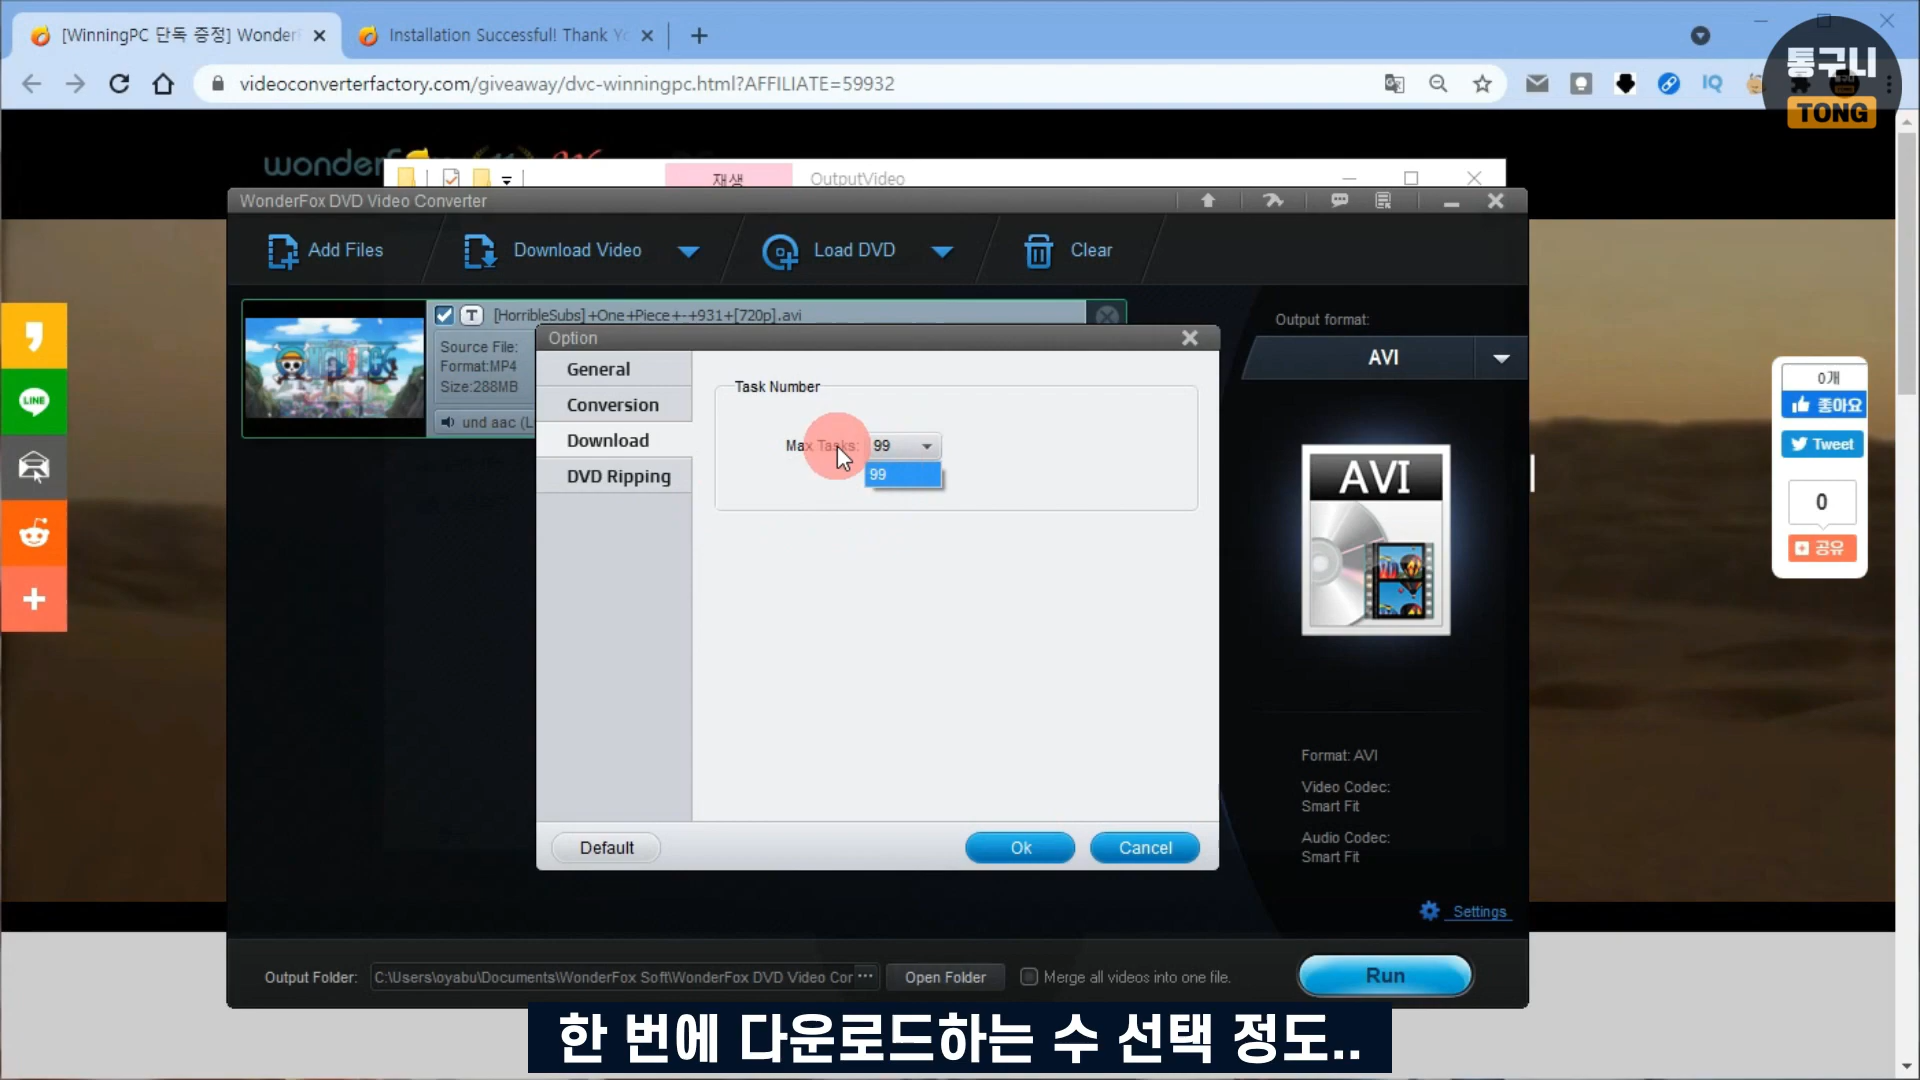 [WinningPC 단독 증정] Wonder
Installation Successful! Thank Yo
videoconverterfactory.com/giveaway/dvc-winningpc.html?AFFILIATE=59932
IQ
통구니
TONG
wonder
재생
OutputVideo
WonderFox DVD Video Converter
Add Files
Download Video
Load DVD
Clear
T
[HorribleSubs]+One+Piece+-+931+[720p].avi
Source File:
Format:MP4
Size:288MB
und aac (L
Option
General
Conversion
Download
DVD Ripping
Task Number
Max Tasks:
99
99
Default
Ok
Cancel
Output format:
AVI
AVI
Format: AVI
Video Codec:
Smart Fit
Audio Codec:
Smart Fit
Settings
Output Folder:
C:\Users\oyabu\Documents\WonderFox Soft\WonderFox DVD Video Cor
...
Open Folder
Merge all videos into one file.
Run
LINE
0개
좋아요
Tweet
0
공유
한 번에 다운로드하는 수 선택 정도..